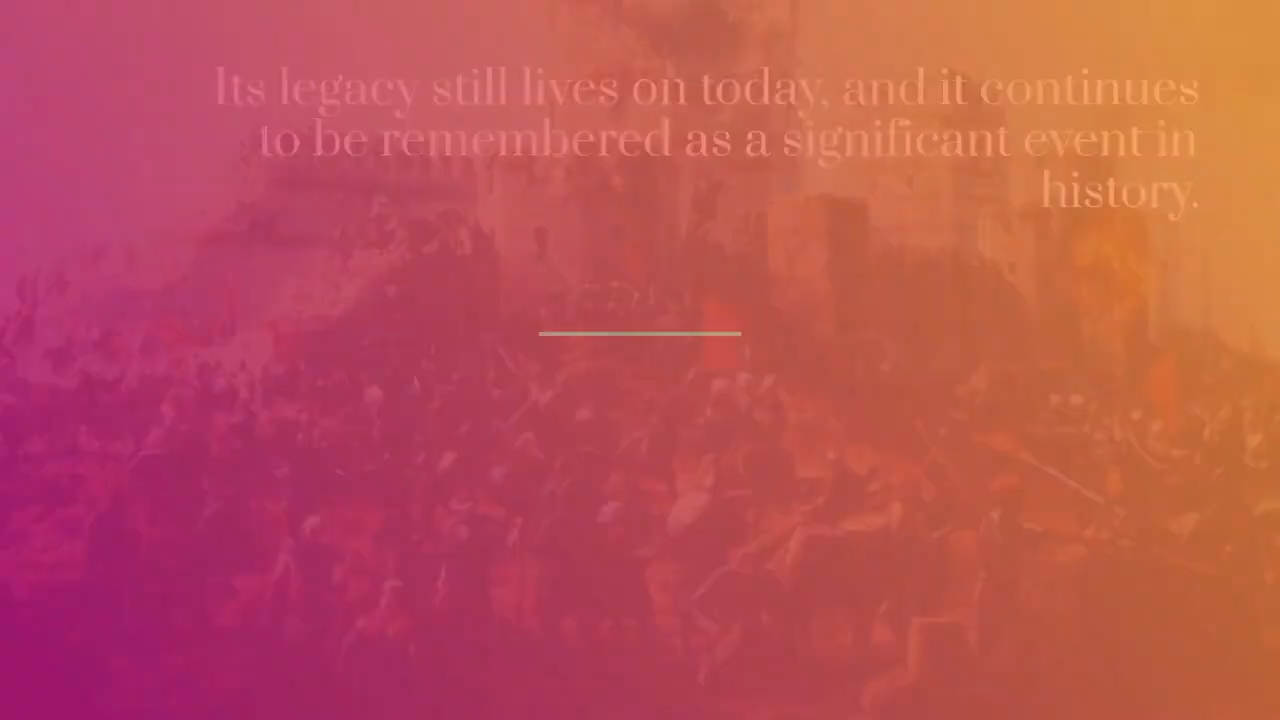 Its legacy still lives on today, and it continues
to be remembered as a significant event in
history.